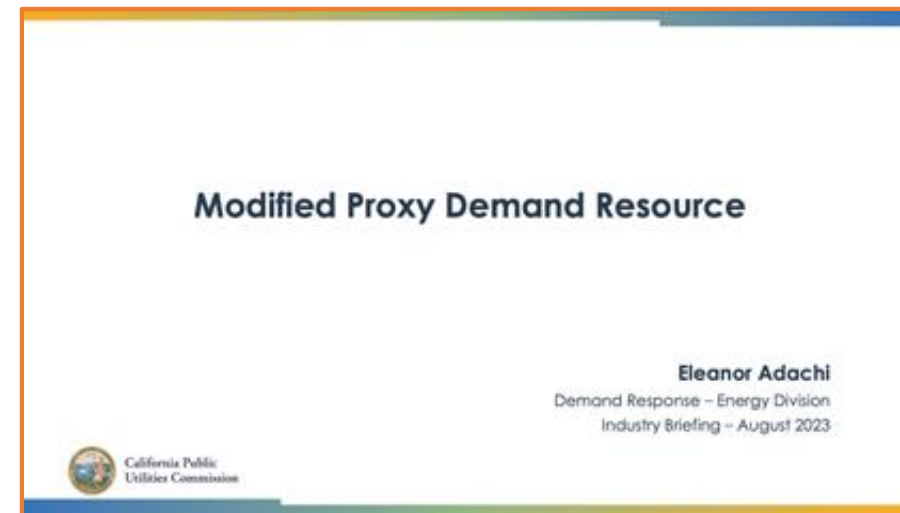 Modified Proxy Demand Resource
Eleanor Adachi
Demand Response – Energy Division
Industry Briefing – August 2023
California Public
Utilities Commission